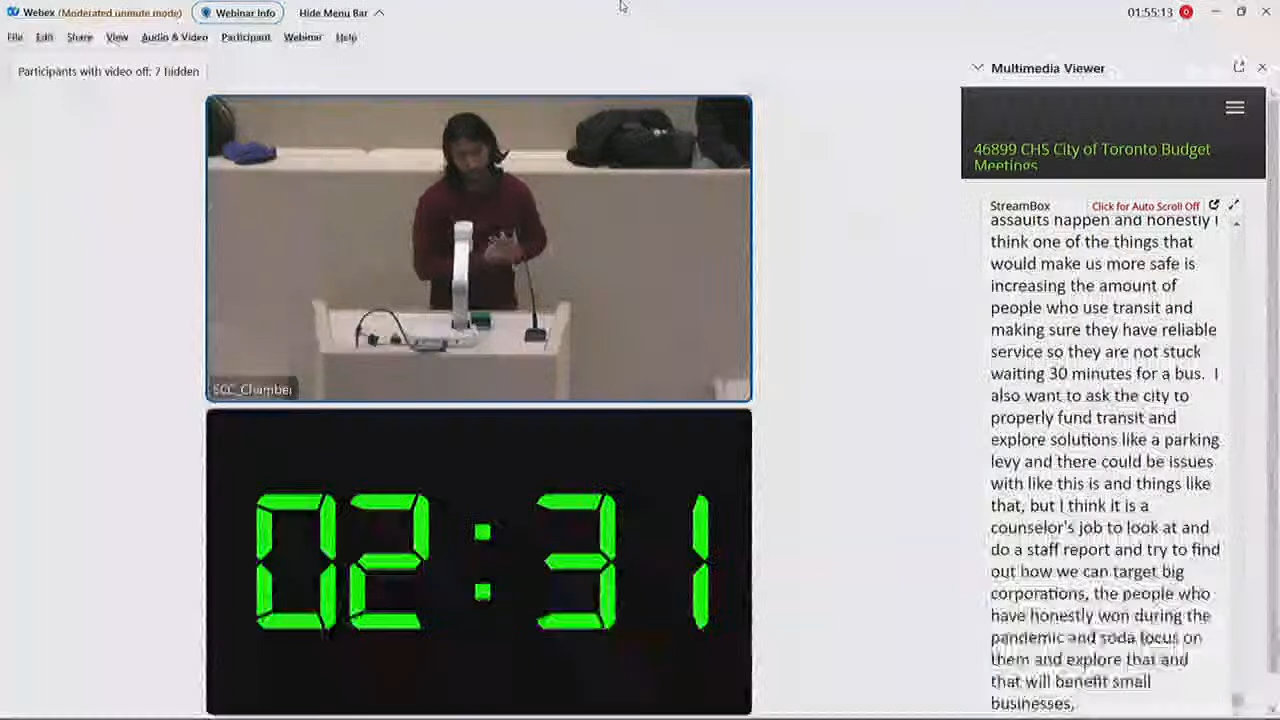 Webex (Moderated unmute mode) Webinar Info Hide Menu Bar 01:55:13
File Edit Share View Audio & Video Participant Webinar Help
Participants with video off: 7 hidden
Multimedia Viewer
46899 CHS City of Toronto Budget
Meetings
StreamBox Click for Auto Scroll Off
assaults happen and honestly I
think one of the things that
would make us more safe is
increasing the amount of
people who use transit and
making sure they have reliable
service so they are not stuck
waiting 30 minutes for a bus. I
also want to ask the city to
properly fund transit and
explore solutions like a parking
levy and there could be issues
with like this is and things like
that, but I think it is a
counselor's job to look at and
do a staff report and try to find
out how we can target big
corporations, the people who
have honestly won during the
pandemic and soda locus on
them and explore that and
that will benefit small
businesses,
SCC_Chamber
02:31